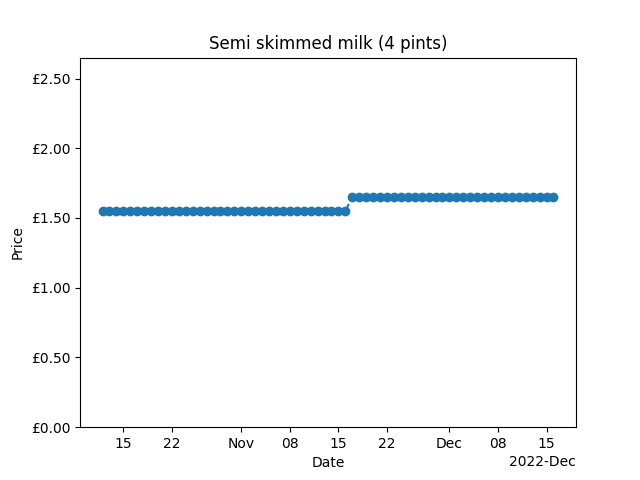 Semi skimmed milk (4 pints)
£2.50
£2.00
£1.50
£1.00
£0.50
£0.00
Price
15 22 Nov 08 15 22 Dec 08 15
Date
2022-Dec